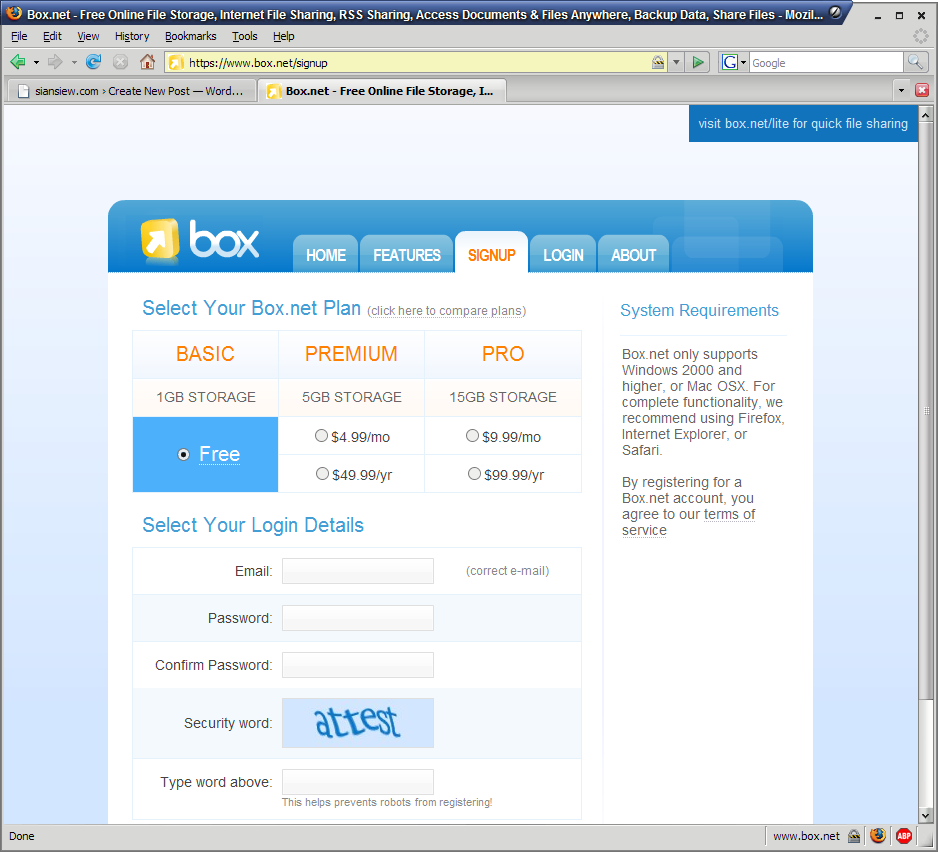 Box.net - Free Online File Storage, Internet File Sharing, RSS Sharing, Access Documents & Files Anywhere, Backup Data, Share Files - Mozil...
File Edit View History Bookmarks Tools Help
https://www.box.net/signup G Google
siansiew.com › Create New Post — Word... Box.net - Free Online File Storage, I...
visit box.net/lite for quick file sharing
box HOME FEATURES SIGNUP LOGIN ABOUT
Select Your Box.net Plan (click here to compare plans)
BASIC PREMIUM PRO
1GB STORAGE 5GB STORAGE 15GB STORAGE
Free
$4.99/mo $9.99/mo
$49.99/yr $99.99/yr
Select Your Login Details
Email: (correct e-mail)
Password:
Confirm Password:
Security word: attest
Type word above:
This helps prevents robots from registering!
System Requirements
Box.net only supports
Windows 2000 and
higher, or Mac OSX. For
complete functionality, we
recommend using Firefox,
Internet Explorer, or
Safari.
By registering for a
Box.net account, you
agree to our terms of
service
Done www.box.net ABP